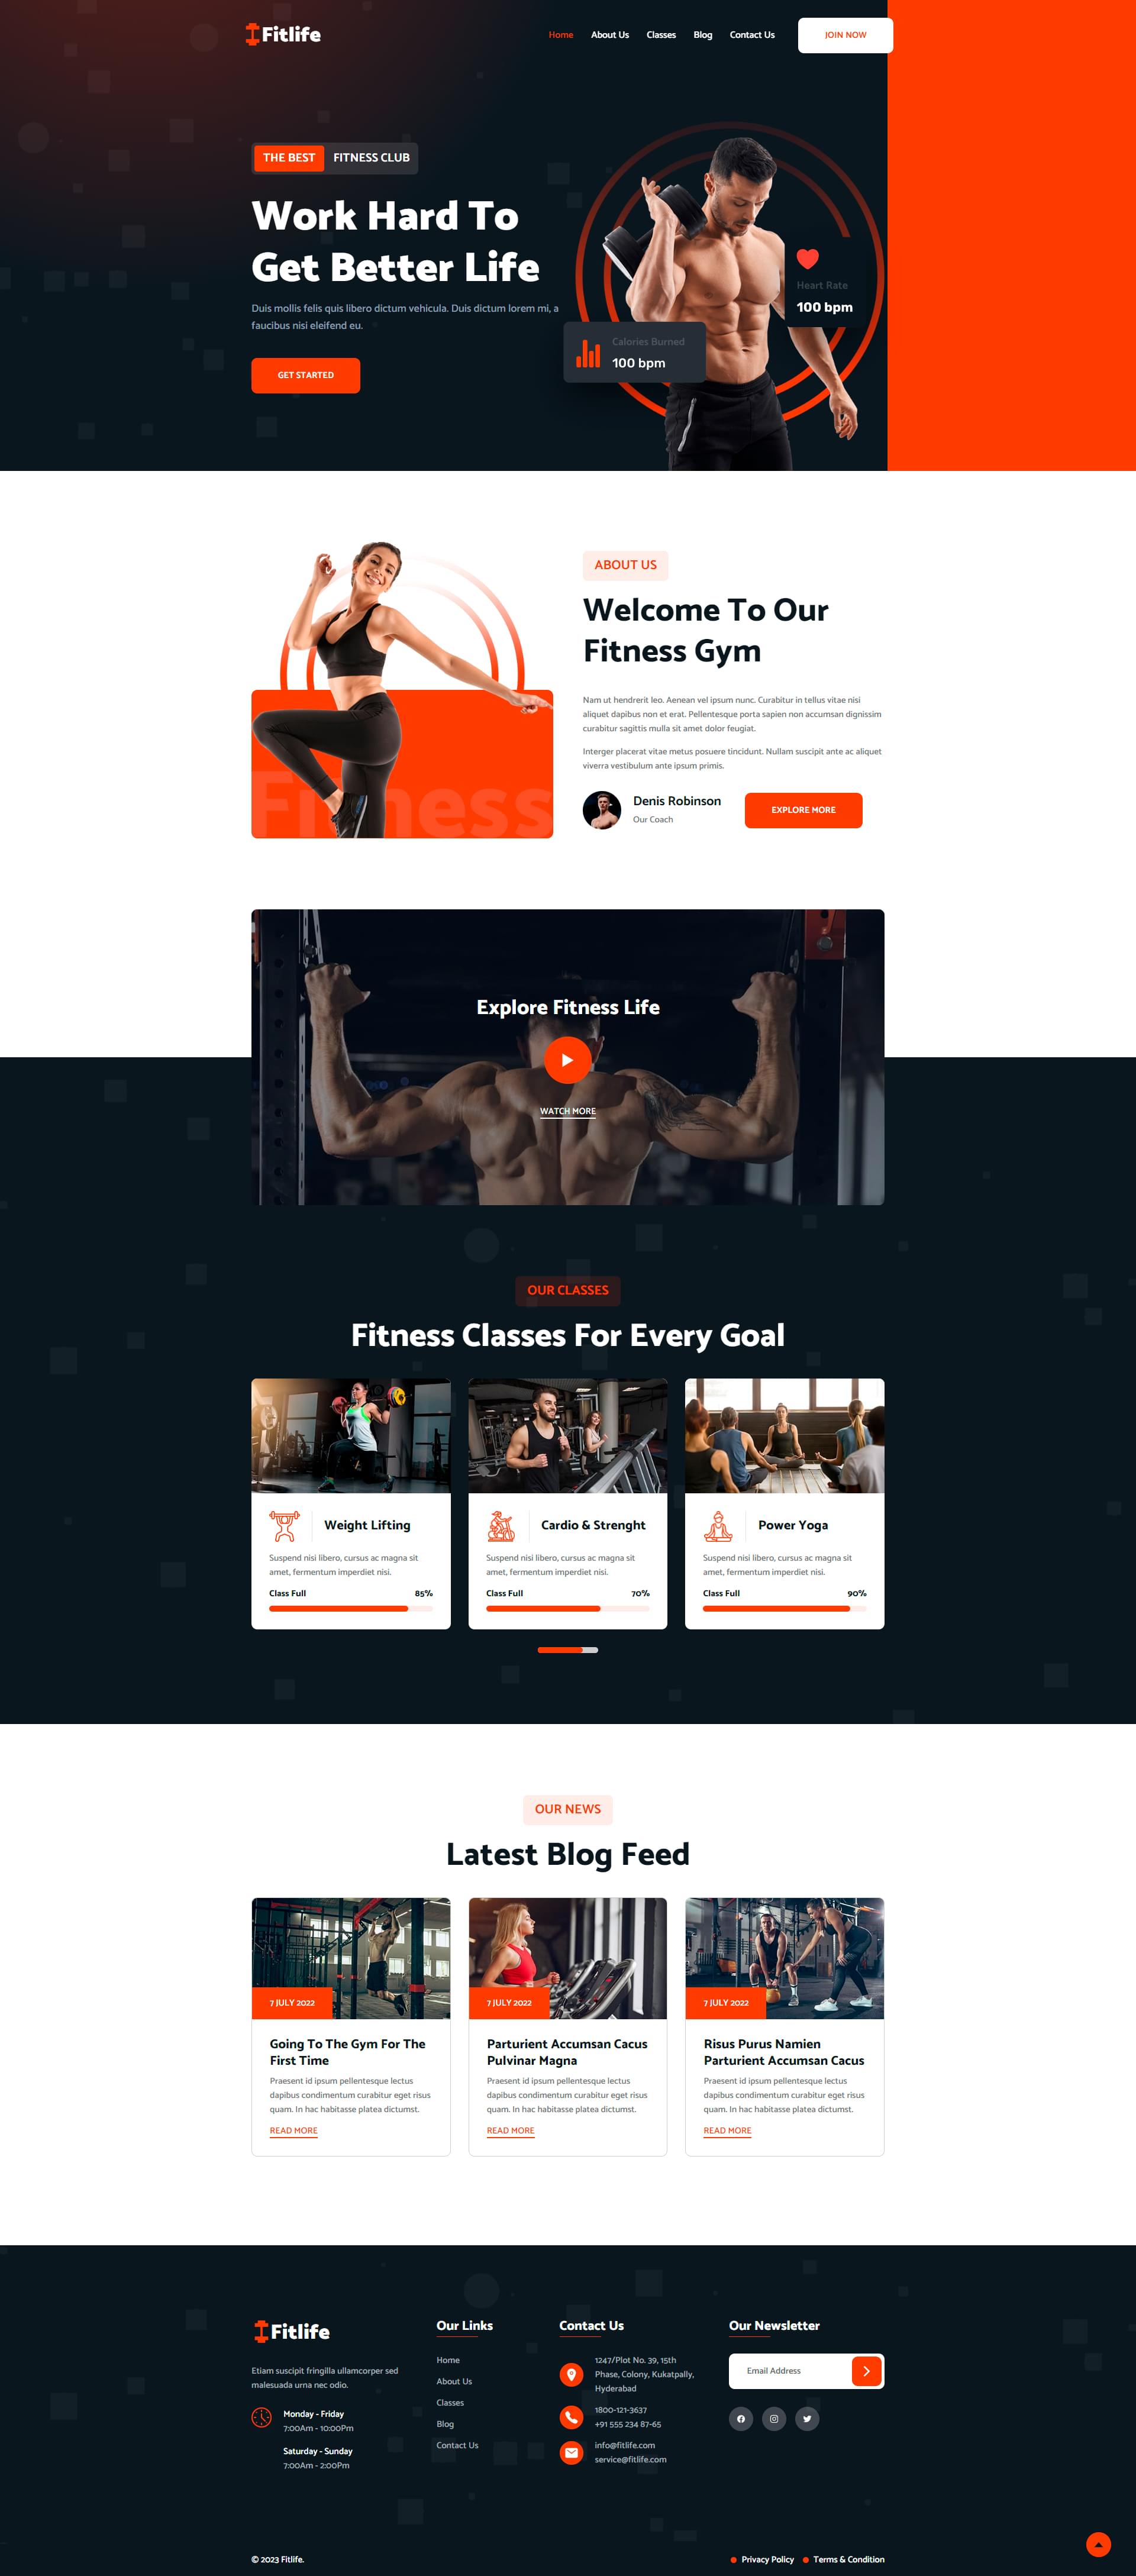 Fitlife
Home About Us Classes Blog Contact Us JOIN NOW
THE BEST FITNESS CLUB
Work Hard To
Get Better Life
Duis mollis felis quis libero dictum vehicula. Duis dictum lorem mi, a
faucibus nisi eleifend eu.
GET STARTED
Heart Rate
100 bpm
Calories Burned
100 bpm
ABOUT US
Welcome To Our
Fitness Gym
Nam ut hendrerit leo. Aenean vel ipsum nunc. Curabitur in tellus vitae nisi
aliquet dapibus non et erat. Pellentesque porta sapien non accumsan dignissim
curabitur sagittis mulla sit amet dolor feugiat.
Interger placerat vitae metus posuere tincidunt. Nullam suscipit ante ac aliquet
viverra vestibulum ante ipsum primis.
Denis Robinson
Our Coach
EXPLORE MORE
Fitness
Explore Fitness Life
WATCH MORE
OUR CLASSES
Fitness Classes For Every Goal
Weight Lifting
Suspend nisi libero, cursus ac magna sit
amet, fermentum imperdiet nisi.
Class Full 85%
Cardio & Strenght
Suspend nisi libero, cursus ac magna sit
amet, fermentum imperdiet nisi.
Class Full 70%
Power Yoga
Suspend nisi libero, cursus ac magna sit
amet, fermentum imperdiet nisi.
Class Full 90%
OUR NEWS
Latest Blog Feed
7 JULY 2022
Going To The Gym For The
First Time
Praesent id ipsum pellentesque lectus
dapibus condimentum curabitur eget risus
quam. In hac habitasse platea dictumst.
READ MORE
7 JULY 2022
Parturient Accumsan Cacus
Pulvinar Magna
Praesent id ipsum pellentesque lectus
dapibus condimentum curabitur eget risus
quam. In hac habitasse platea dictumst.
READ MORE
7 JULY 2022
Risus Purus Namien
Parturient Accumsan Cacus
Praesent id ipsum pellentesque lectus
dapibus condimentum curabitur eget risus
quam. In hac habitasse platea dictumst.
READ MORE
Fitlife
Etiam suscipit fringilla ullamcorper sed
malesuada urna nec odio.
Monday - Friday
7:00Am - 10:00Pm
Saturday - Sunday
7:00Am - 2:00Pm
Our Links
Home
About Us
Classes
Blog
Contact Us
Contact Us
1247/Plot No. 39, 15th
Phase, Colony, Kukatpally,
Hyderabad
1800-121-3637
+91 555 234 87-65
info@fitlife.com
service@fitlife.com
Our Newsletter
Email Address
© 2023 Fitlife.
Privacy Policy Terms & Condition